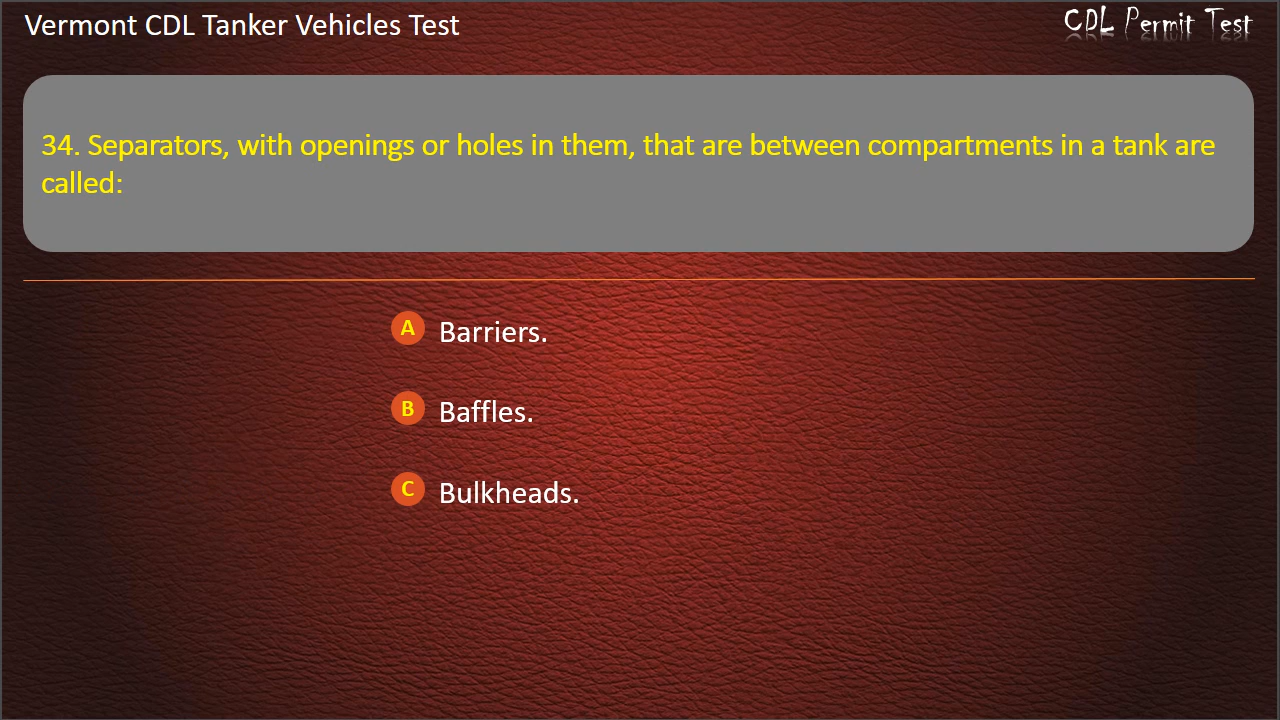 Vermont CDL Tanker Vehicles Test
CDL Permit Test
34. Separators, with openings or holes in them, that are between compartments in a tank are
called:
A Barriers.
B Baffles.
C Bulkheads.